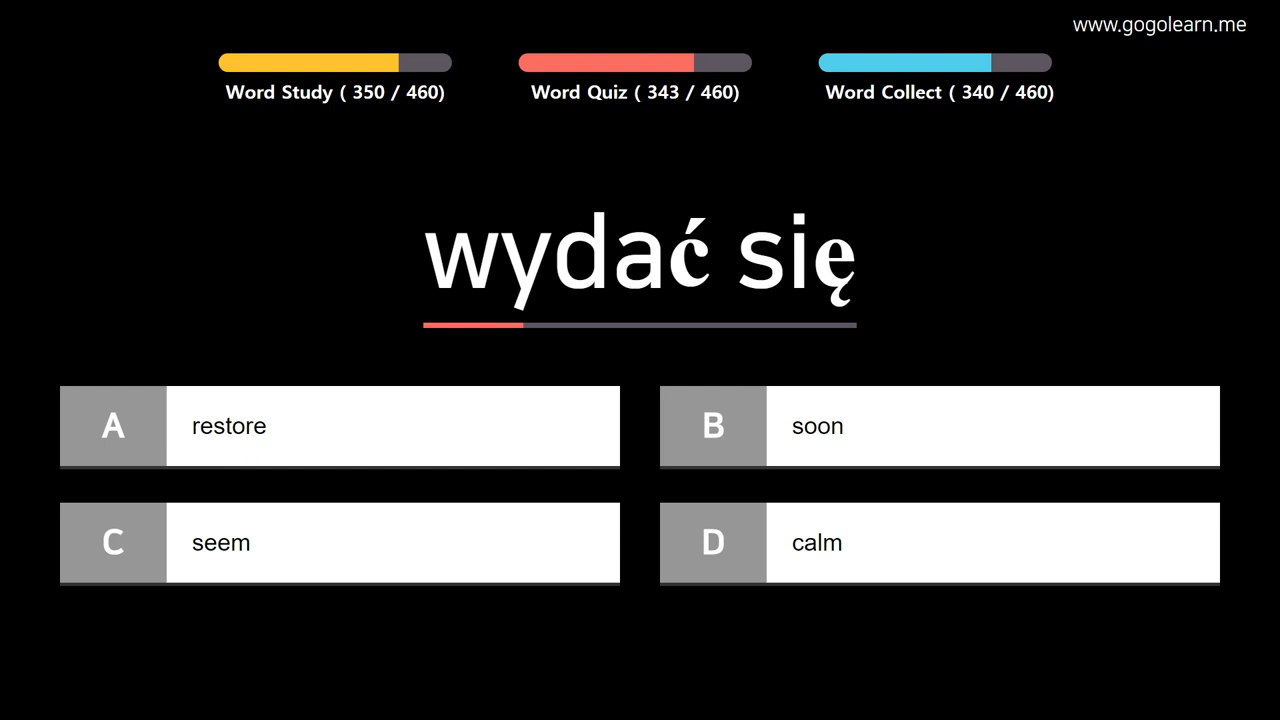 www.gogolearn.me
Word Study ( 350 / 460)
Word Quiz ( 343 / 460)
Word Collect ( 340 / 460)
wydać się
A restore
B soon
C seem
D calm